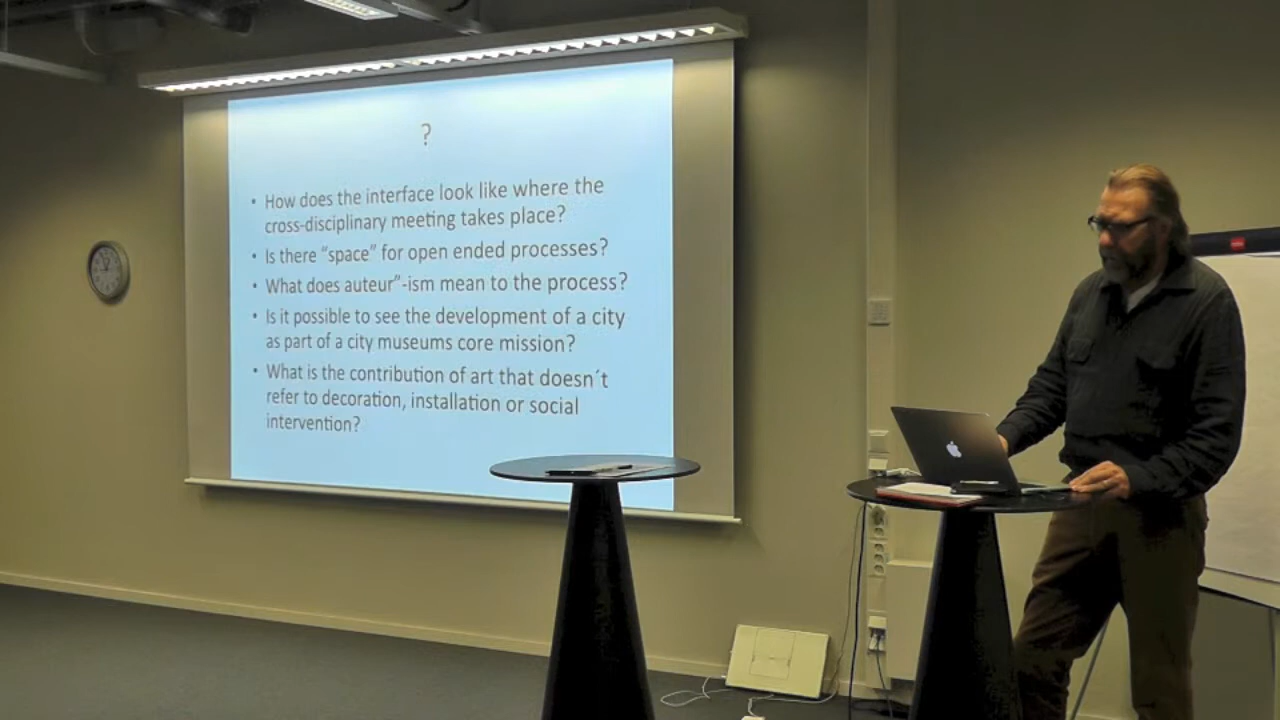 ?
• How does the interface look like where the
cross-disciplinary meeting takes place?
• Is there “space” for open ended processes?
• What does auteur”-ism mean to the process?
• Is it possible to see the development of a city
as part of a city museums core mission?
• What is the contribution of art that doesn´t
refer to decoration, installation or social
intervention?